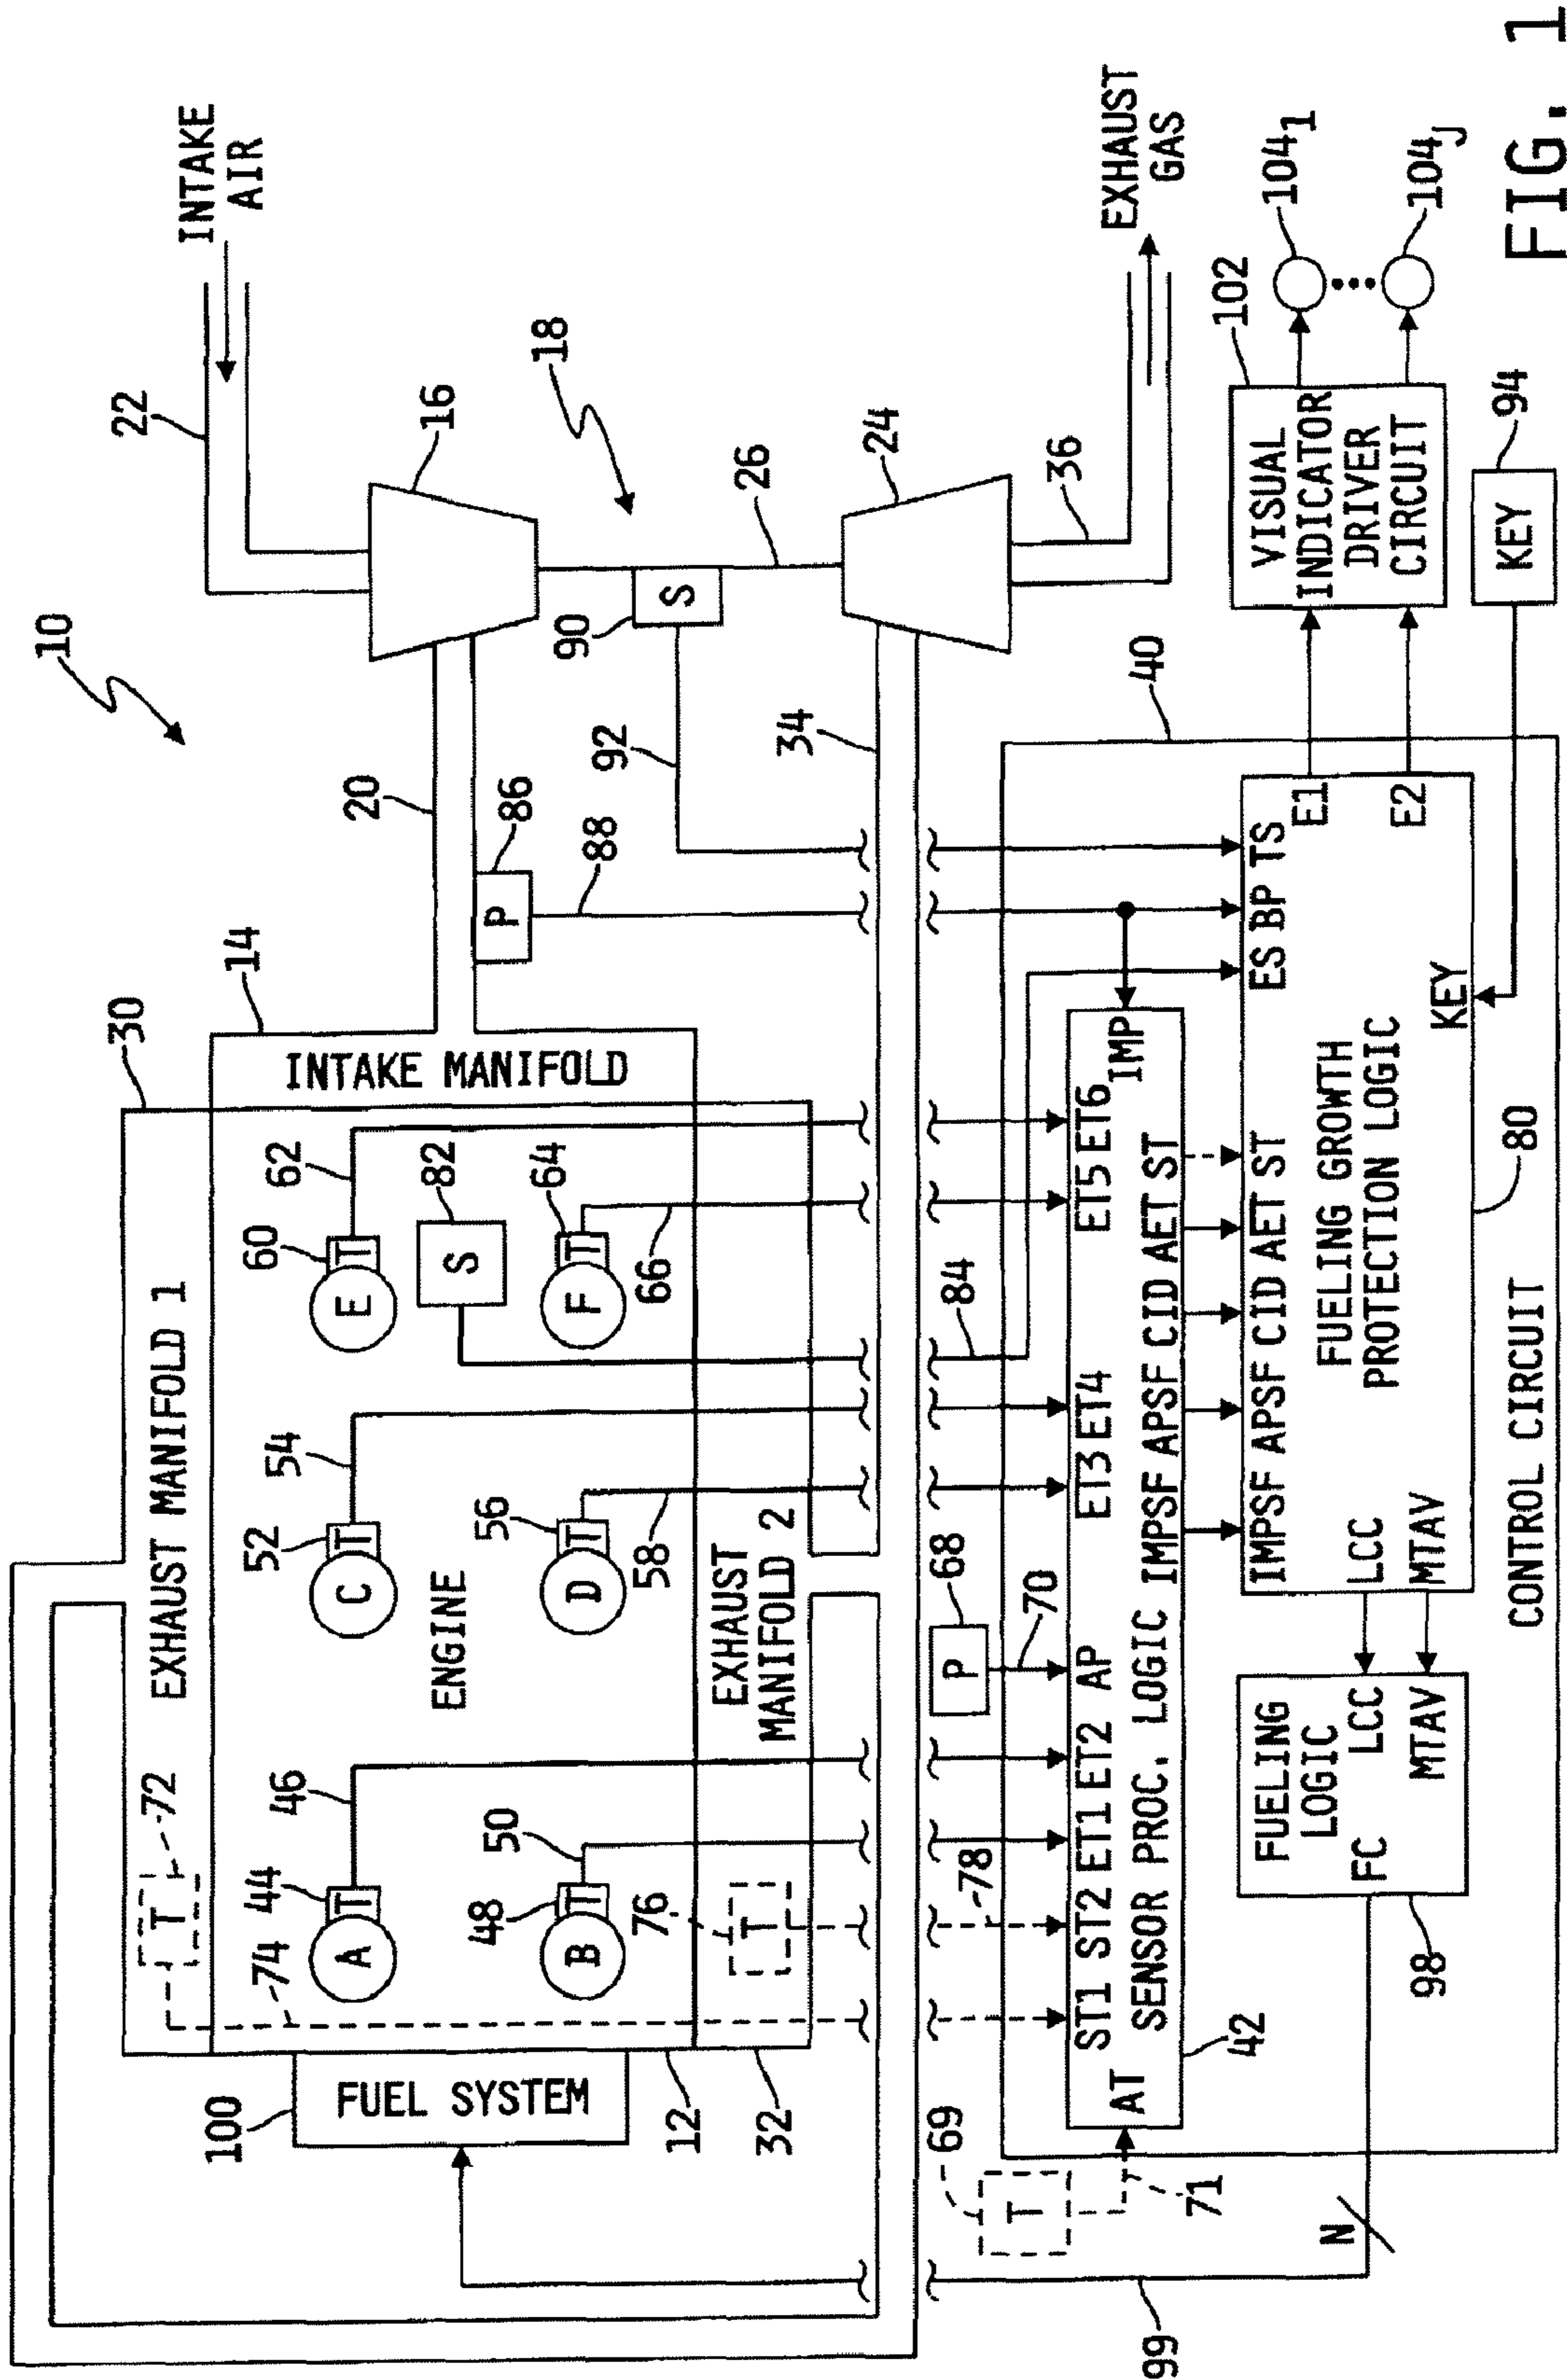 10
INTAKE
AIR
22
16
18
20
14
30
INTAKE MANIFOLD
EXHAUST MANIFOLD 1
72
T
74
62
60
T
E
82
S
64
T
F
66
54
52
T
C
56
T
D
58
ENGINE
46
44
T
A
50
48
T
B
76
T
EXHAUST
MANIFOLD 2
FUEL SYSTEM
100
12
32
86
P
88
90
S
92
26
24
34
36
EXHAUST
GAS
40
84
68
P
70
78
69
T
71
AT
ST1 ST2 ET1 ET2 AP ET3 ET4 ET5 ET6
IMP
SENSOR PROC. LOGIC IMPSF APSF CID AET ST
42
ES BP TS
IMPSF APSF CID AET ST
E1
E2
LCC
MTAV
FUELING GROWTH
PROTECTION LOGIC
KEY
80
FUELING
LOGIC
LCC
FC
MTAV
98
N
99
CONTROL CIRCUIT
102
VISUAL
INDICATOR
DRIVER
CIRCUIT
104₁
104J
94
KEY
FIG. 1